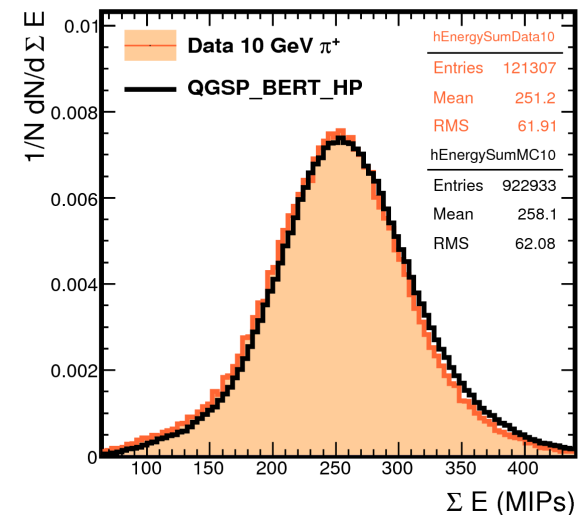 1/N dN/d Σ E
0.01
0.008
0.006
0.004
0.002
0
Data 10 GeV π⁺
QGSP_BERT_HP
hEnergySumData10
Entries 121307
Mean 251.2
RMS 61.91
hEnergySumMC10
Entries 922933
Mean 258.1
RMS 62.08
100 150 200 250 300 350 400
Σ E (MIPs)